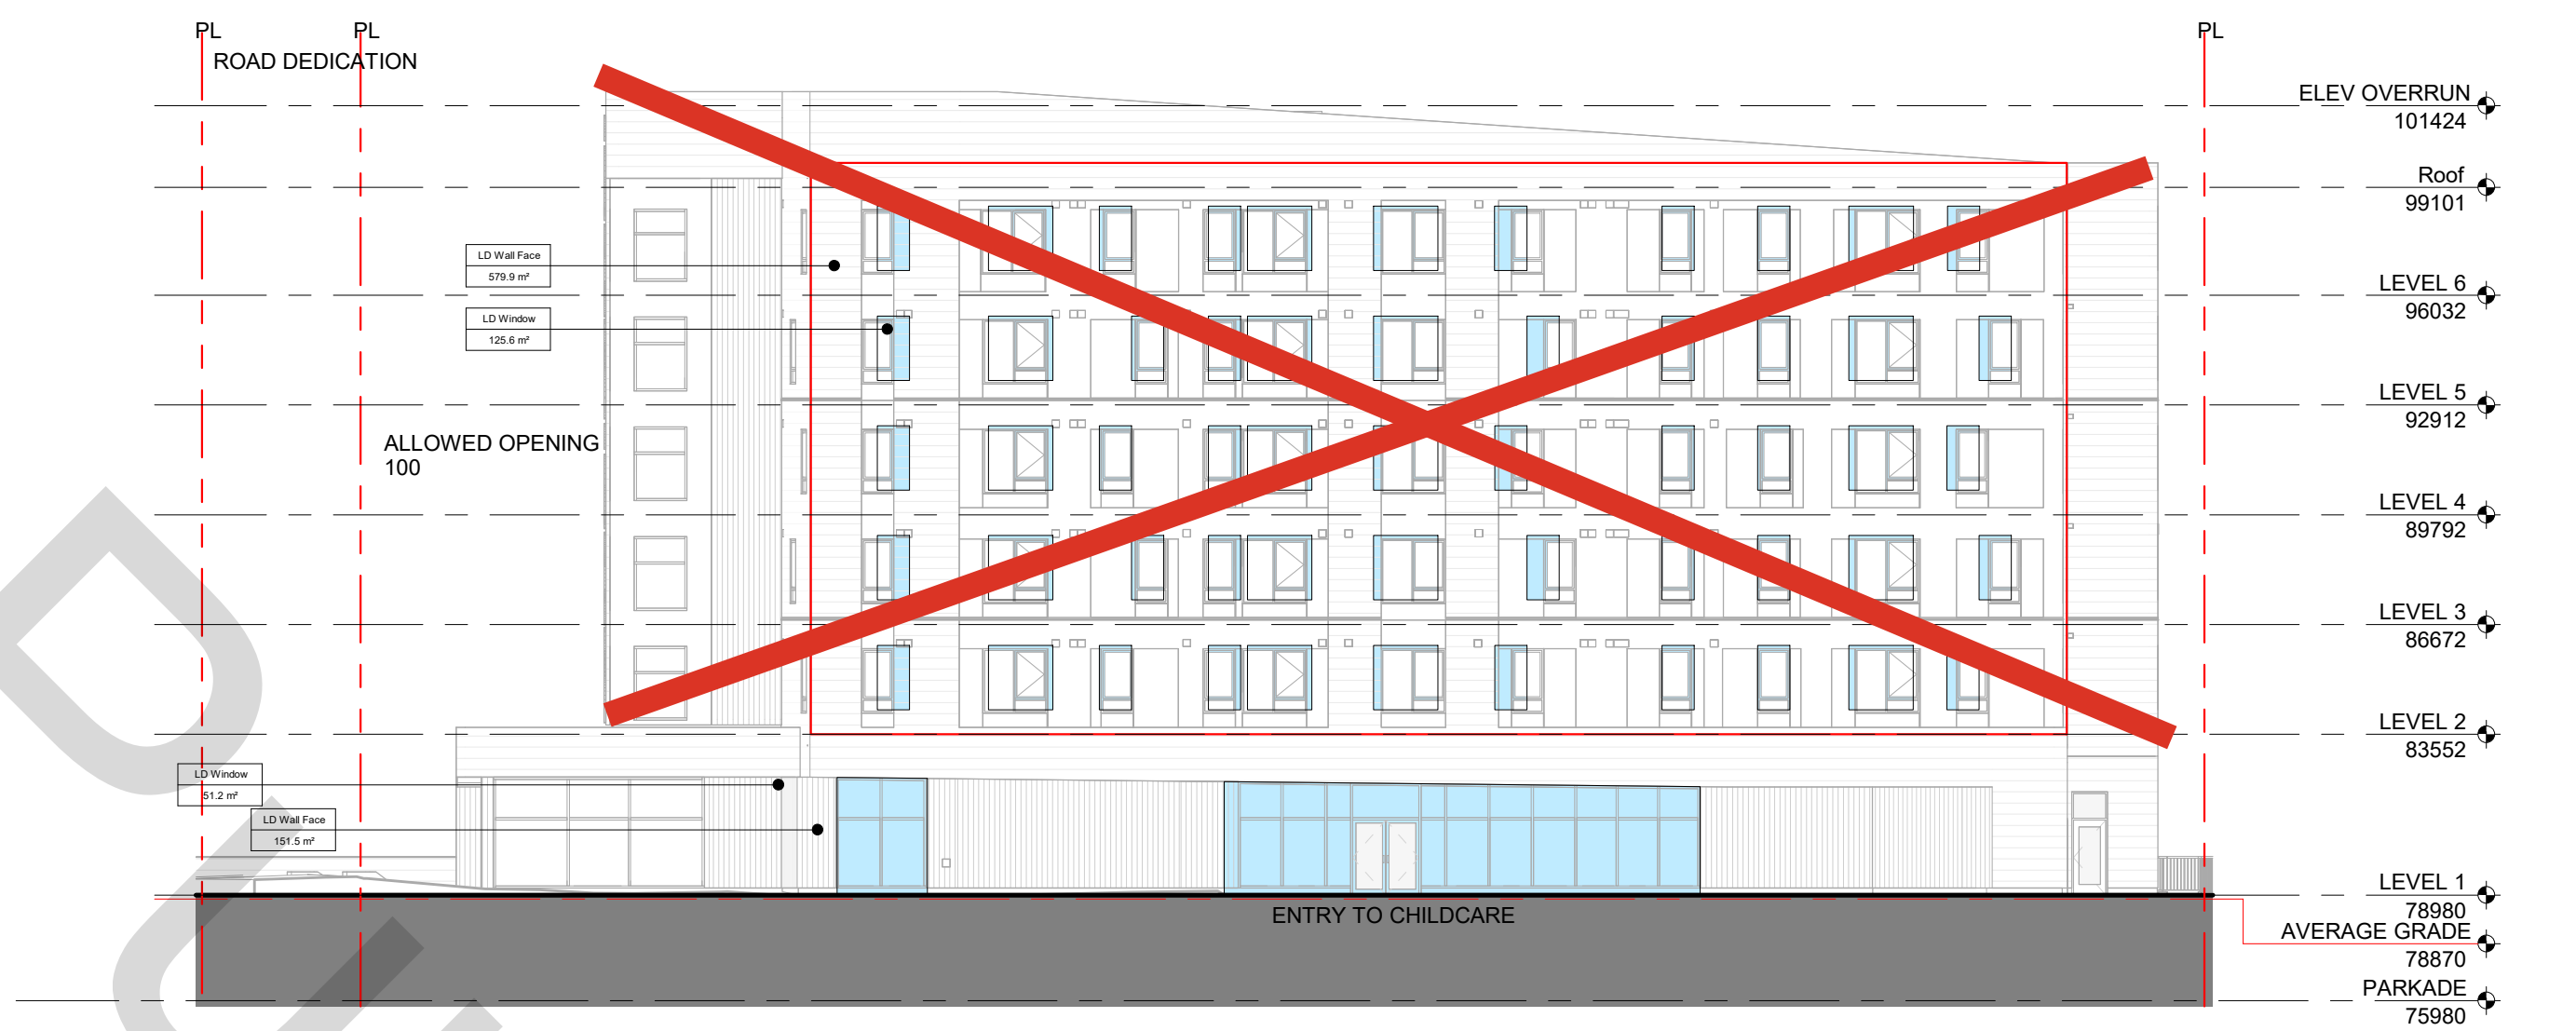 PL
PL
PL
ROAD DEDICATION
ELEV OVERRUN
101424
Roof
99101
LD Wall Face
579.9 m²
LEVEL 6
96032
LD Window
125.6 m²
LEVEL 5
92912
ALLOWED OPENING
100
LEVEL 4
89792
LEVEL 3
86672
LEVEL 2
83552
LD Window
51.2 m²
LD Wall Face
151.5 m²
LEVEL 1
78980
ENTRY TO CHILDCARE
AVERAGE GRADE
78870
PARKADE
75980